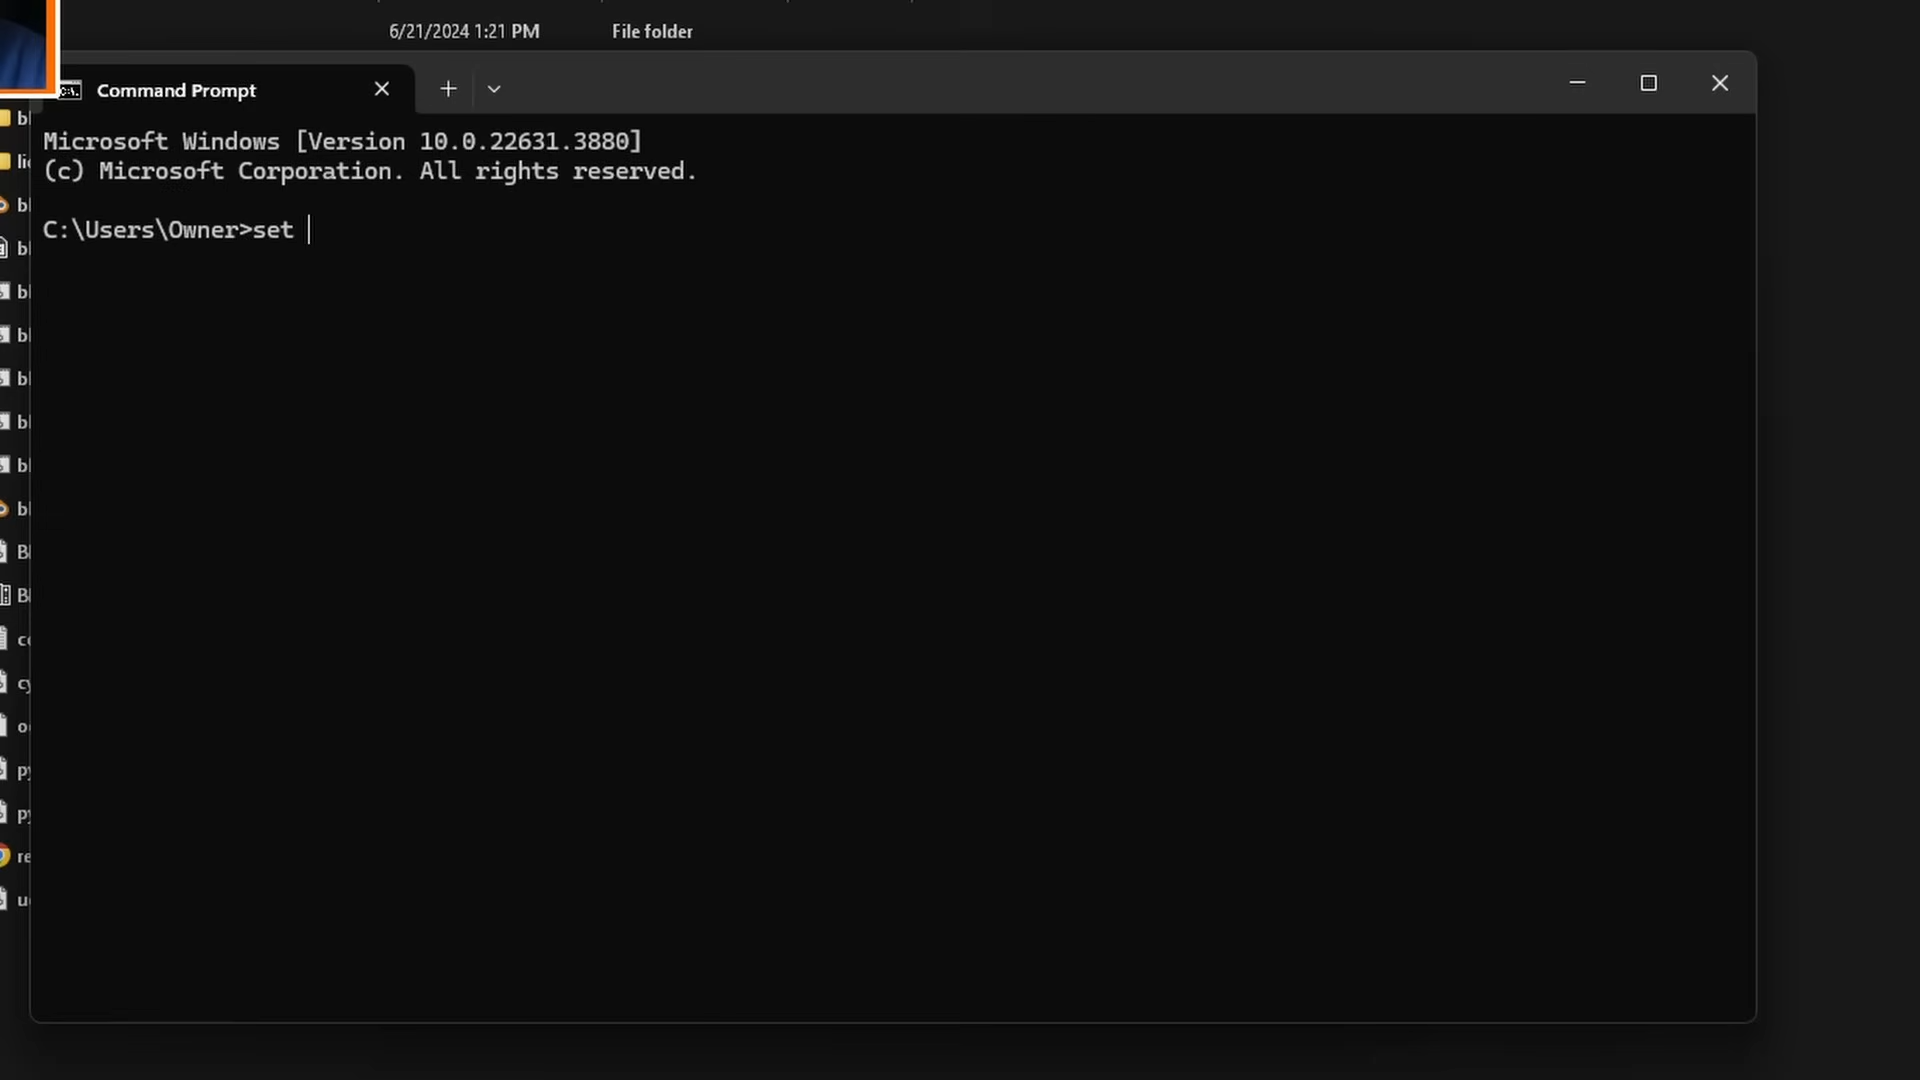 6/21/2024 1:21 PM File folder
Command Prompt
Microsoft Windows [Version 10.0.22631.3880]
(c) Microsoft Corporation. All rights reserved.
C:\Users\Owner>set